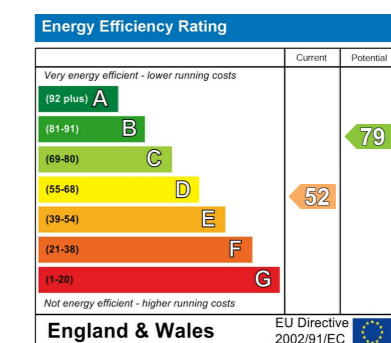 Energy Efficiency Rating
Current Potential
Very energy efficient - lower running costs
(92 plus) A
(81-91) B
79
(69-80) C
(55-68) D
52
(39-54) E
(21-38) F
(1-20) G
Not energy efficient - higher running costs
England & Wales
EU Directive
2002/91/EC